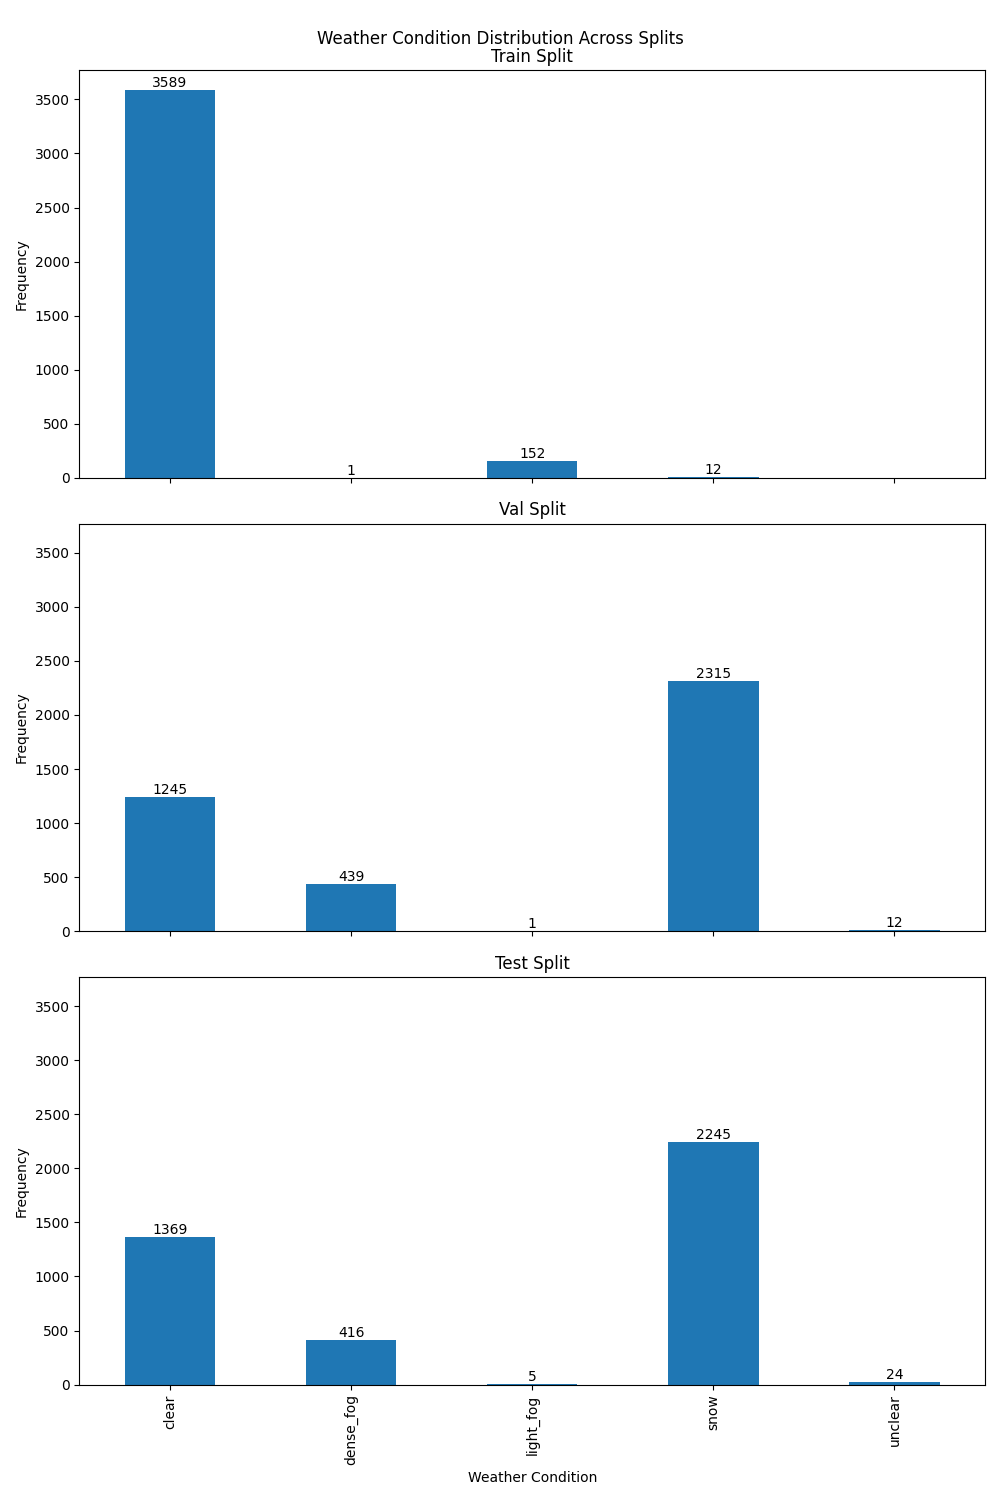 Weather Condition Distribution Across Splits
Train Split
3589
3500
3000
2500
2000
1500
1000
500
0
Frequency
1
152
12
Val Split
3500
3000
2500
2000
1500
1000
500
0
Frequency
1245
439
1
2315
12
Test Split
3500
3000
2500
2000
1500
1000
500
0
Frequency
1369
416
5
2245
24
clear
dense_fog
light_fog
snow
unclear
Weather Condition